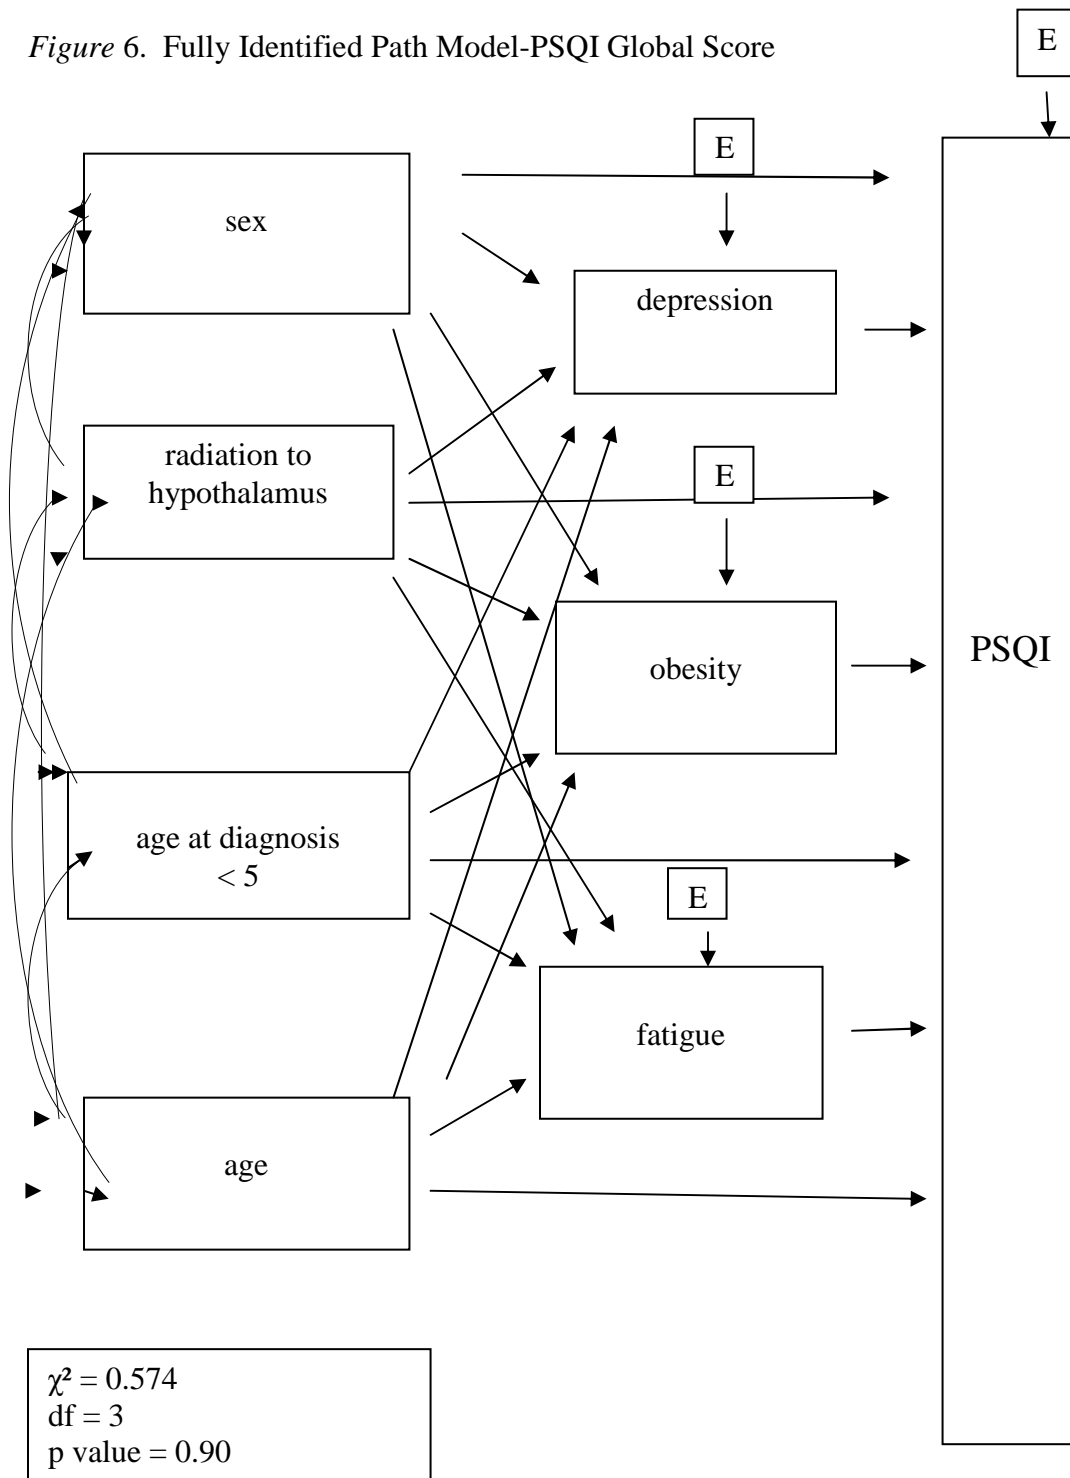 Figure 6. Fully Identified Path Model-PSQI Global Score
E
E
sex
depression
radiation to
hypothalamus
E
PSQI
obesity
age at diagnosis
< 5
E
fatigue
age
χ² = 0.574
df = 3
p value = 0.90